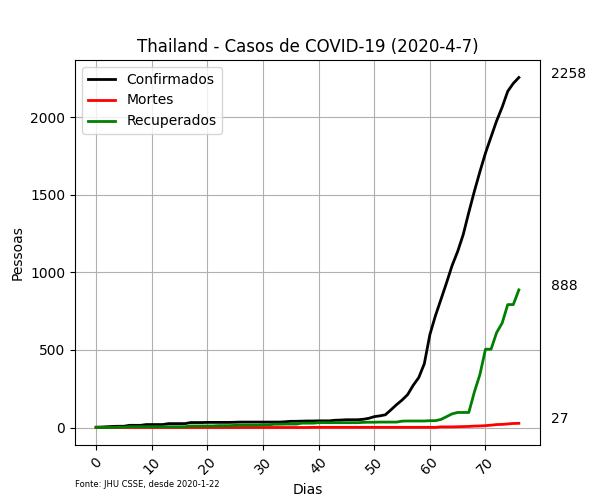 Thailand - Casos de COVID-19 (2020-4-7)
Confirmados
Mortes
Recuperados
2258
888
27
Pessoas
2000
1500
1000
500
0
0
10
20
30
40
50
60
70
Fonte: JHU CSSE, desde 2020-1-22
Dias